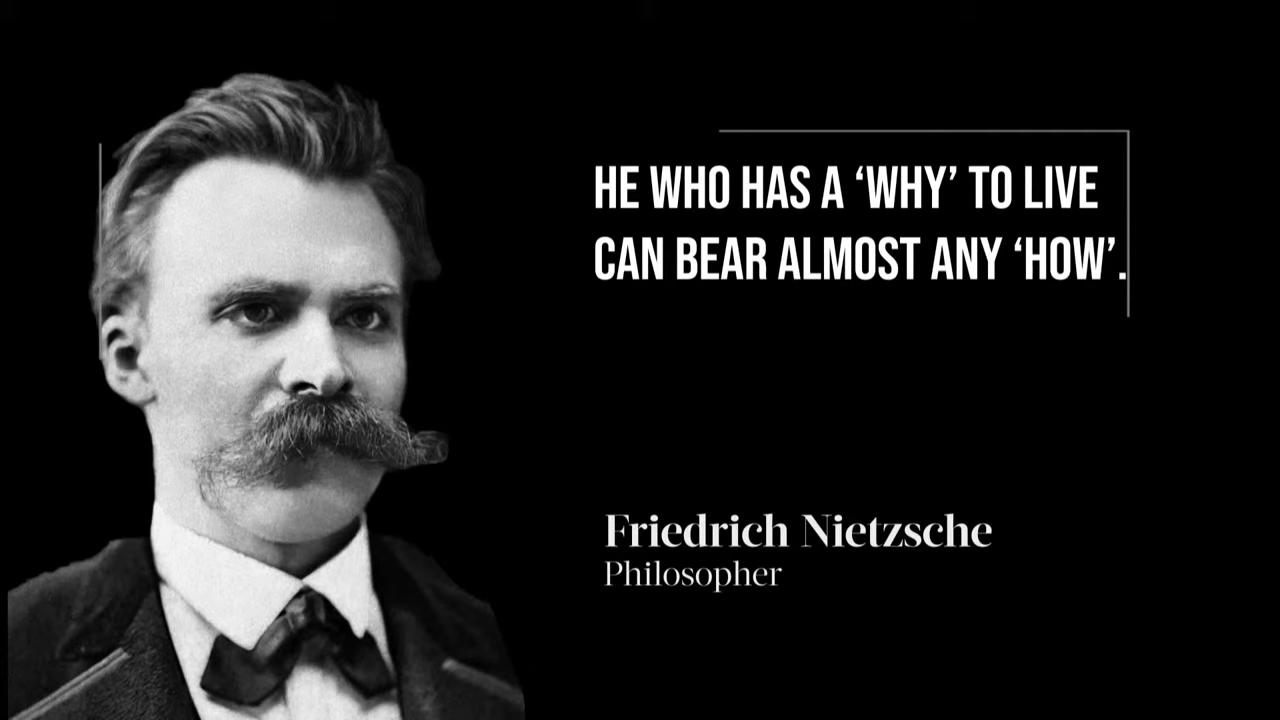 HE WHO HAS A ‘WHY’ TO LIVE
CAN BEAR ALMOST ANY ‘HOW’.
Friedrich Nietzsche
Philosopher